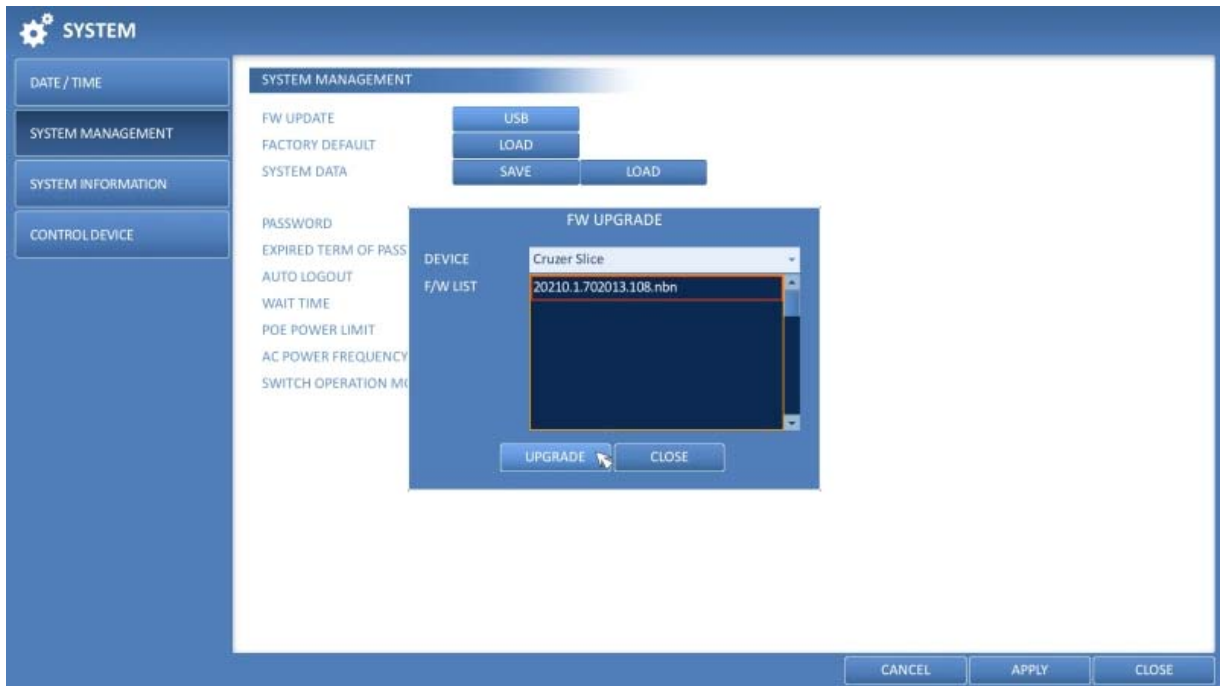 SYSTEM
DATE / TIME
SYSTEM MANAGEMENT
SYSTEM INFORMATION
CONTROL DEVICE
SYSTEM MANAGEMENT
FW UPDATE USB
FACTORY DEFAULT LOAD
SYSTEM DATA SAVE LOAD
PASSWORD
EXPIRED TERM OF PASS
AUTO LOGOUT
WAIT TIME
POE POWER LIMIT
AC POWER FREQUENCY
SWITCH OPERATION MO
FW UPGRADE
DEVICE Cruzer Slice
F/W LIST 20210.1.702013.108.nbn
UPGRADE CLOSE
CANCEL APPLY CLOSE